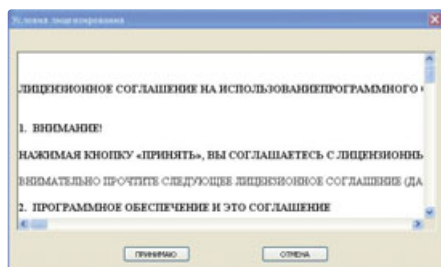 Условия лицензирования
ЛИЦЕНЗИОННОЕ СОГЛАШЕНИЕ НА ИСПОЛЬЗОВАНИЕПРОГРАММНОГО
1. ВНИМАНИЕ!
НАЖИМАЯ КНОПКУ «ПРИНЯТЬ», ВЫ СОГЛАШАЕТЕСЬ С ЛИЦЕНЗИОННЬ
ВНИМАТЕЛЬНО ПРОЧТИТЕ СЛЕДУЮЩЕЕ ЛИЦЕНЗИОННОЕ СОГЛАШЕНИЕ (ДА
2. ПРОГРАММНОЕ ОБЕСПЕЧЕНИЕ И ЭТО СОГЛАШЕНИЕ
ПРИНИМАЮ
ОТМЕНА